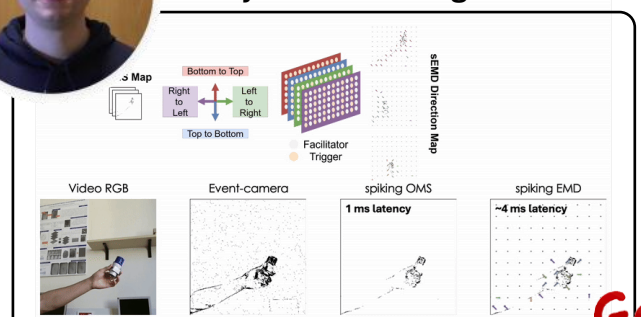 Map
Bottom to Top
Right
to
Left
Left
to
Right
Top to Bottom
Facilitator
Trigger
sEMD Direction Map
Video RGB
Event-camera
spiking OMS
spiking EMD
1 ms latency
~4 ms latency